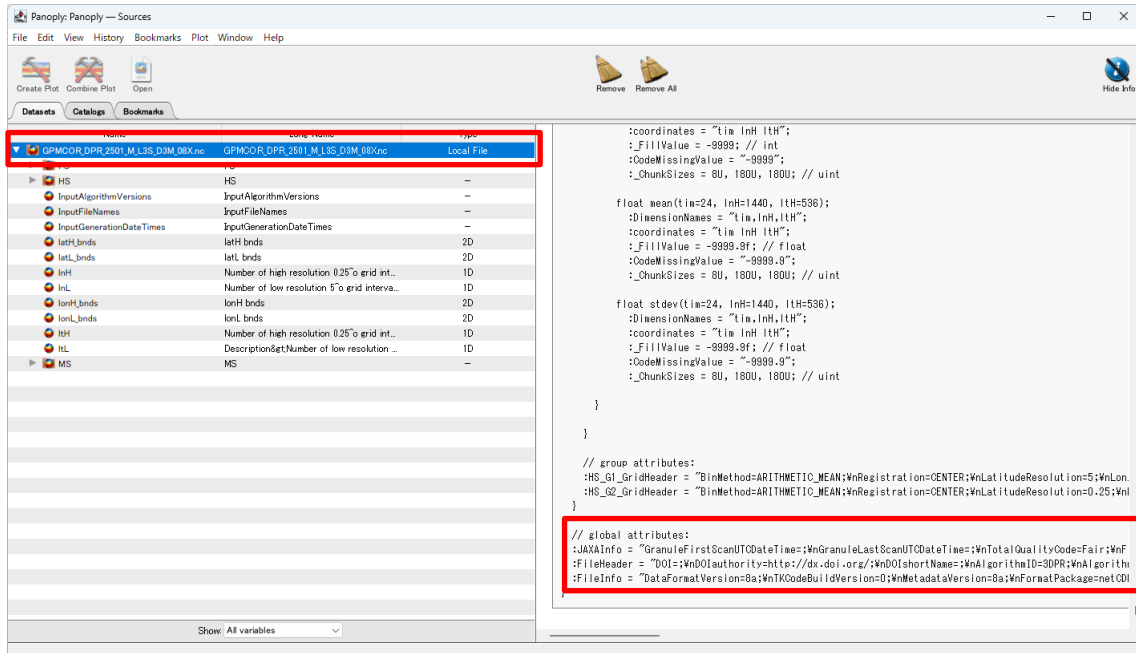 Panoply: Panoply — Sources
File Edit View History Bookmarks Plot Window Help
Create Plot Combine Plot Open Remove Remove All Hide Info
Datasets Catalogs Bookmarks
GPMCOR_DPR_2501_M_L3S_D3M_08X.nc GPMCOR_DPR_2501_M_L3S_D3M_08X.nc Local File
HS HS —
InputAlgorithmVersions InputAlgorithmVersions —
InputFileNames InputFileNames —
InputGenerationDateTimes InputGenerationDateTimes —
latH_bnds latH bnds 2D
latL_bnds latL bnds 2D
lnH Number of high resolution 0.25~o grid int... 1D
lnL Number of low resolution 5~o grid interva... 1D
lonH_bnds lonH bnds 2D
lonL_bnds lonL bnds 2D
ltH Number of high resolution 0.25~o grid int... 1D
ltL Description&gt;Number of low resolution ... 1D
MS MS —
Show: All variables
:coordinates = "tim lnH ltH";
:_FillValue = -9999; // int
:CodeMissingValue = "-9999";
:_ChunkSizes = 8U, 180U, 180U; // uint
float mean(tim=24, lnH=1440, ltH=536);
:DimensionNames = "tim,lnH,ltH";
:coordinates = "tim lnH ltH";
:_FillValue = -9999.9f; // float
:CodeMissingValue = "-9999.9";
:_ChunkSizes = 8U, 180U, 180U; // uint
float stdev(tim=24, lnH=1440, ltH=536);
:DimensionNames = "tim,lnH,ltH";
:coordinates = "tim lnH ltH";
:_FillValue = -9999.9f; // float
:CodeMissingValue = "-9999.9";
:_ChunkSizes = 8U, 180U, 180U; // uint
}
}
// group attributes:
:HS_G1_GridHeader = "BinMethod=ARITHMETIC_MEAN;¥nRegistration=CENTER;¥nLatitudeResolution=5;¥nLon
:HS_G2_GridHeader = "BinMethod=ARITHMETIC_MEAN;¥nRegistration=CENTER;¥nLatitudeResolution=0.25;¥n
}
// global attributes:
:JAXAInfo = "GranuleFirstScanUTCDateTime=;¥nGranuleLastScanUTCDateTime=;¥nTotalQualityCode=Fair;¥nF
:FileHeader = "DOI=;¥nDOIauthority=http://dx.doi.org/;¥nDOIshortName=;¥nAlgorithmID=3DPR;¥nAlgorith
:FileInfo = "DataFormatVersion=8a;¥nTKCodeBuildVersion=0;¥nMetadataVersion=8a;¥nFormatPackage=netCD